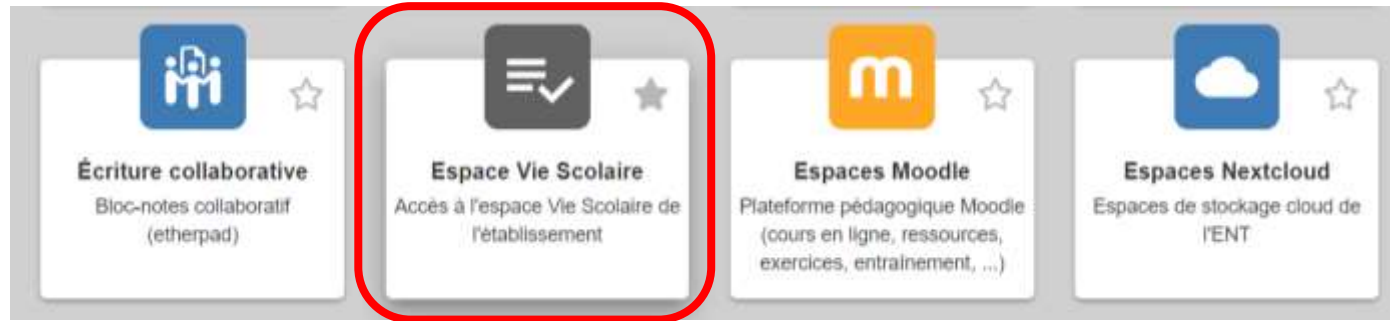 Écriture collaborative
Bloc-notes collaboratif
(etherpad)
Espace Vie Scolaire
Accès à l'espace Vie Scolaire de
l'établissement
m
Espaces Moodle
Plateforme pédagogique Moodle
(cours en ligne, ressources,
exercices, entraînement, ...)
Espaces Nextcloud
Espaces de stockage cloud de
l'ENT